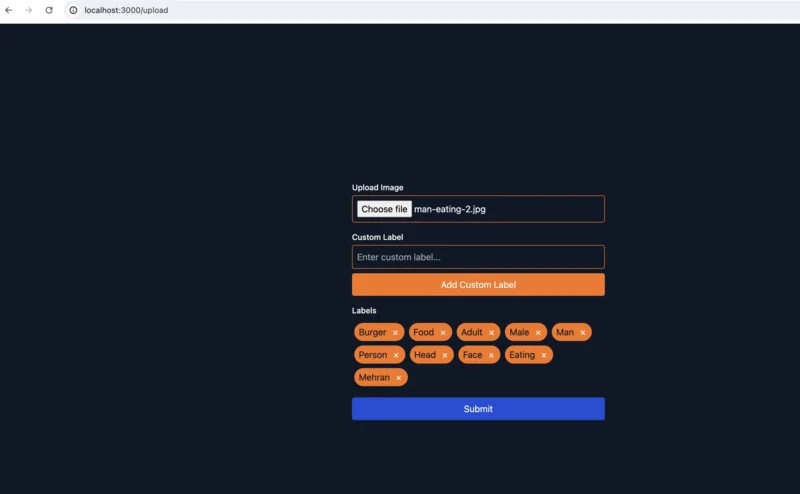 localhost:3000/upload
Upload Image
Choose file man-eating-2.jpg
Custom Label
Enter custom label...
Add Custom Label
Labels
Burger × Food × Adult × Male × Man ×
Person × Head × Face × Eating ×
Mehran ×
Submit